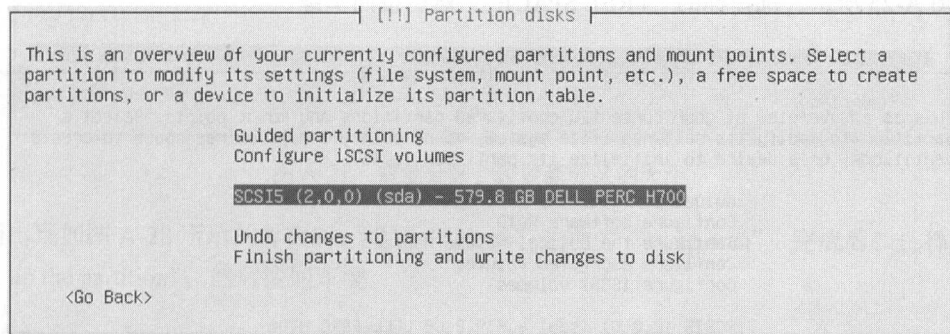 [!!] Partition disks
This is an overview of your currently configured partitions and mount points. Select a
partition to modify its settings (file system, mount point, etc.), a free space to create
partitions, or a device to initialize its partition table.
Guided partitioning
Configure iSCSI volumes
SCSI5 (2,0,0) (sda) - 579.8 GB DELL PERC H700
Undo changes to partitions
Finish partitioning and write changes to disk
<Go Back>